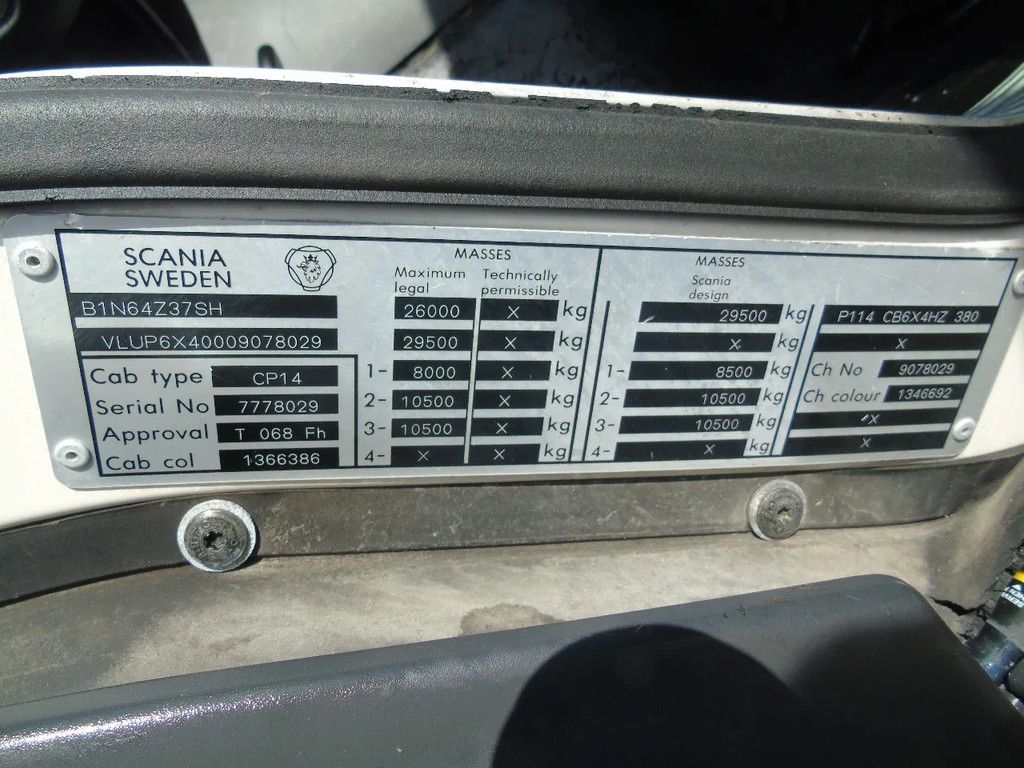 SCANIA
SWEDEN
B1N64Z37SH
VLUP6X40009078029
Cab type CP14
Serial No 7778029
Approval T 068 Fh
Cab col 1366386
MASSES
Maximum legal Technically permissible
26000 X kg
29500 X
1- 8000 X kg
2- 10500 X kg
3- 10500 X kg
4- X X kg
MASSES
Scania
design
29500 kg
X kg
1- 8500 kg
2- 10500 kg
3- 10500 kg
4- X kg
P114 CB6X4HZ 380
X
Ch No 9078029
Ch colour 1346692
X
X